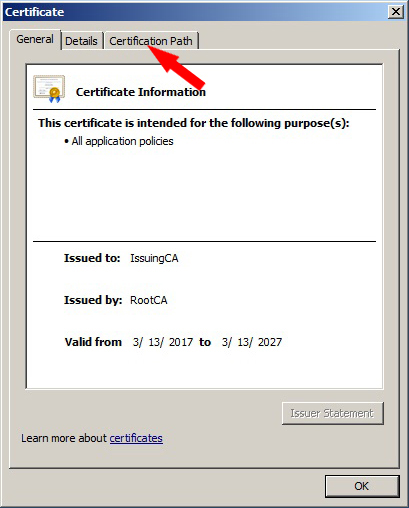 Certificate
General Details Certification Path
Certificate Information
This certificate is intended for the following purpose(s):
• All application policies
Issued to: IssuingCA
Issued by: RootCA
Valid from 3/ 13/ 2017 to 3/ 13/ 2027
Issuer Statement
Learn more about certificates
OK